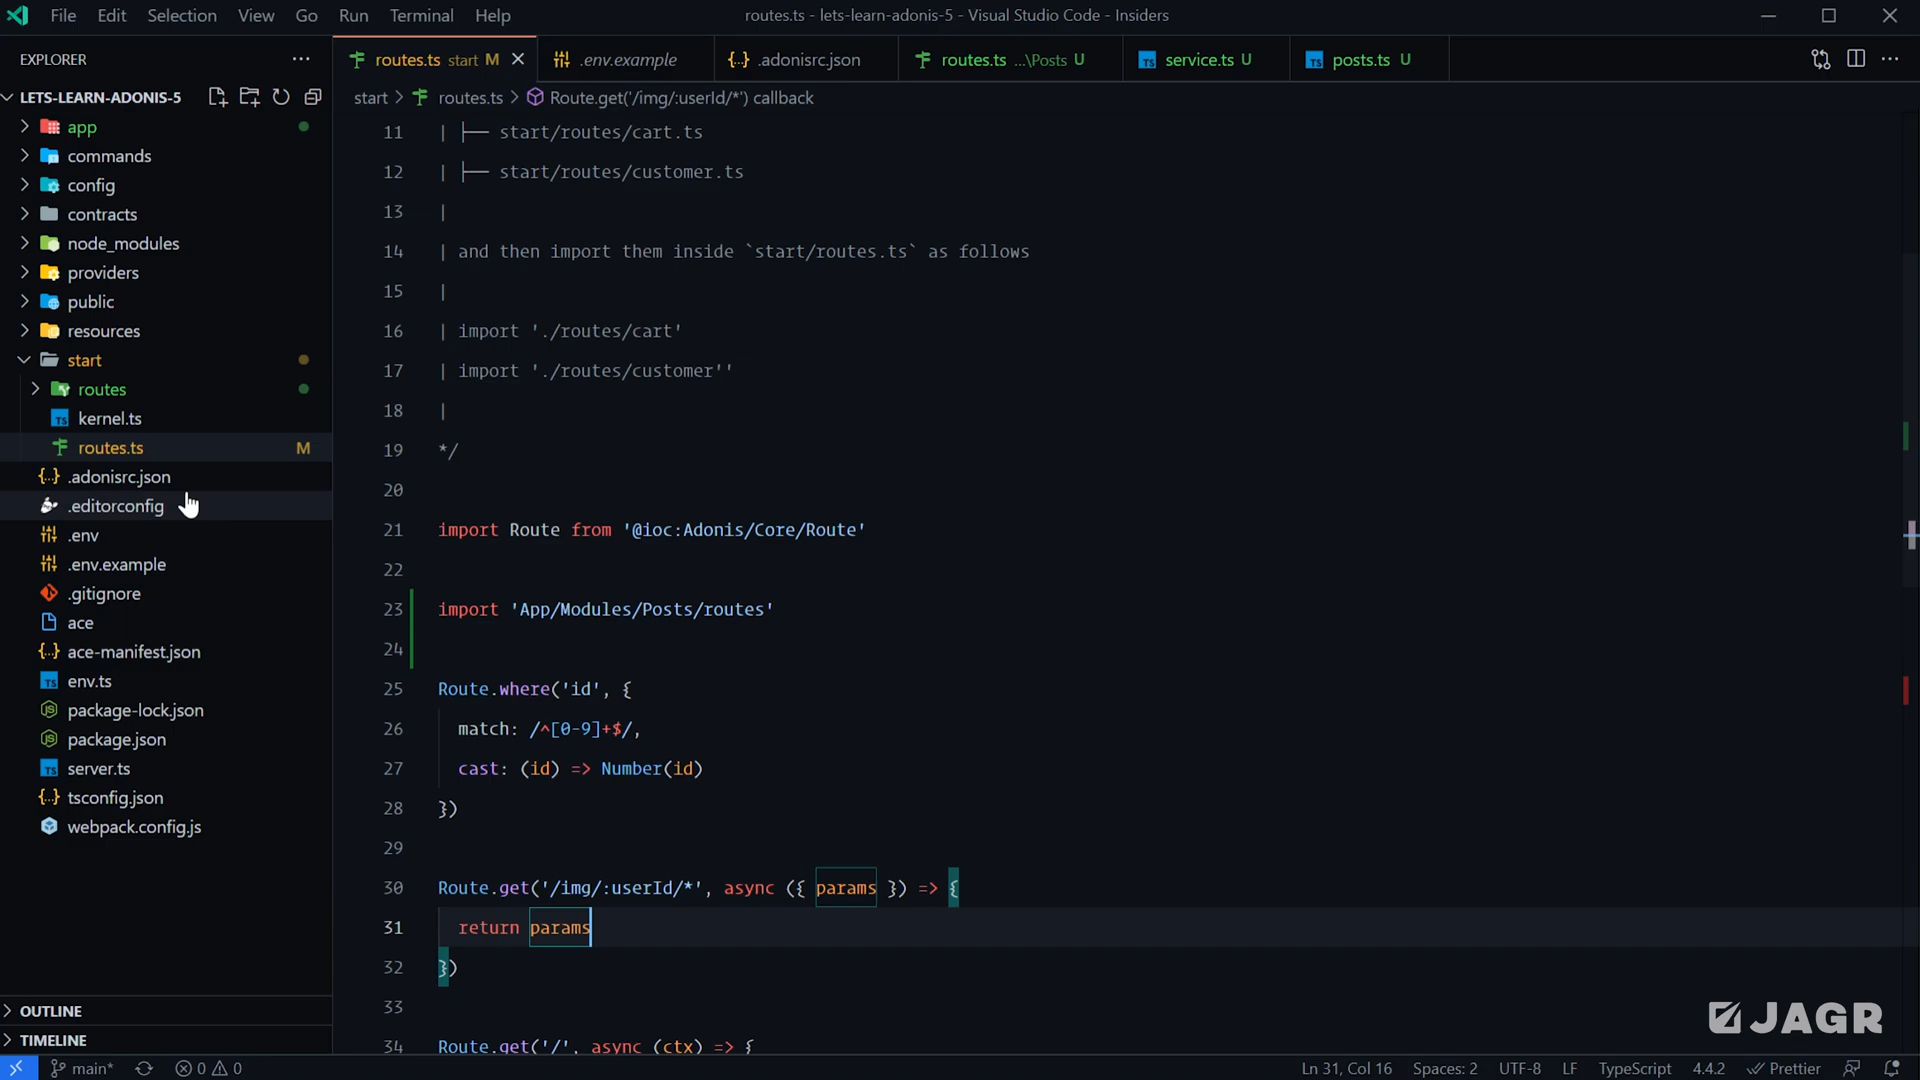 File Edit Selection View Go Run Terminal Help
routes.ts - lets-learn-adonis-5 - Visual Studio Code - Insiders
EXPLORER
LETS-LEARN-ADONIS-5
app
commands
config
contracts
node_modules
providers
public
resources
start
routes
kernel.ts
routes.ts M
.adonisrc.json
.editorconfig
.env
.env.example
.gitignore
ace
ace-manifest.json
env.ts
package-lock.json
package.json
server.ts
tsconfig.json
webpack.config.js
OUTLINE
TIMELINE
routes.ts start M
.env.example
.adonisrc.json
routes.ts ...\Posts U
service.ts U
posts.ts U
start > routes.ts > Route.get('/img/:userId/*') callback
11 | ├── start/routes/cart.ts
12 | ├── start/routes/customer.ts
13 |
14 | and then import them inside `start/routes.ts` as follows
15 |
16 | import './routes/cart'
17 | import './routes/customer''
18 |
19 */
20
21 import Route from '@ioc:Adonis/Core/Route'
22
23 import 'App/Modules/Posts/routes'
24
25 Route.where('id', {
26 match: /^[0-9]+$/,
27 cast: (id) => Number(id)
28 })
29
30 Route.get('/img/:userId/*', async ({ params }) => {
31 return params
32 })
33
34 Route.get('/', async (ctx) => {
JAGR
main* 0 0 Ln 31, Col 16 Spaces: 2 UTF-8 LF TypeScript 4.4.2 Prettier